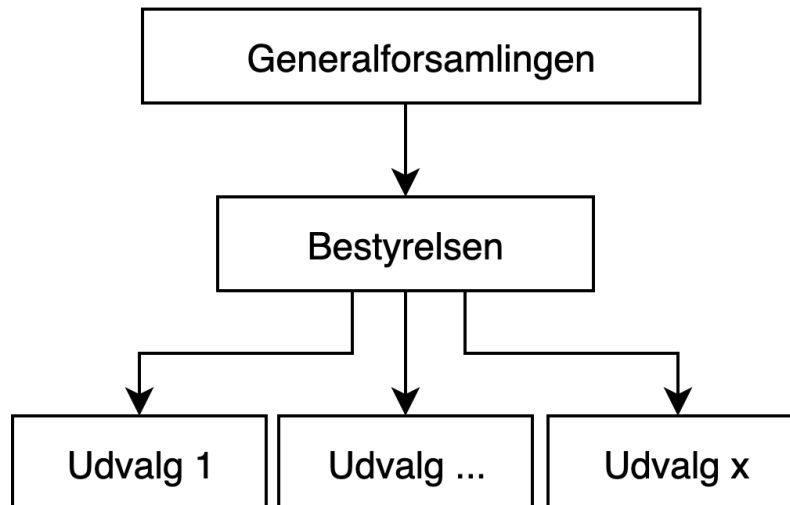 Generalforsamlingen
Bestyrelsen
Udvalg 1
Udvalg ...
Udvalg x